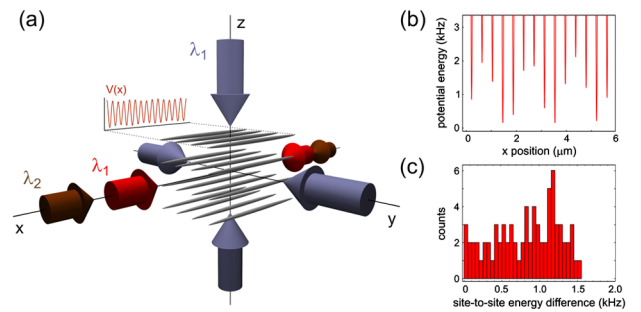 (a)
z
λ1
V(x)
λ2
λ1
x
y
(b)
potential energy (kHz)
3
2
1
0
0 1 2 3 4 5 6
x position (μm)
(c)
counts
6
4
2
0
0 0.5 1.0 1.5 2.0
site-to-site energy difference (kHz)